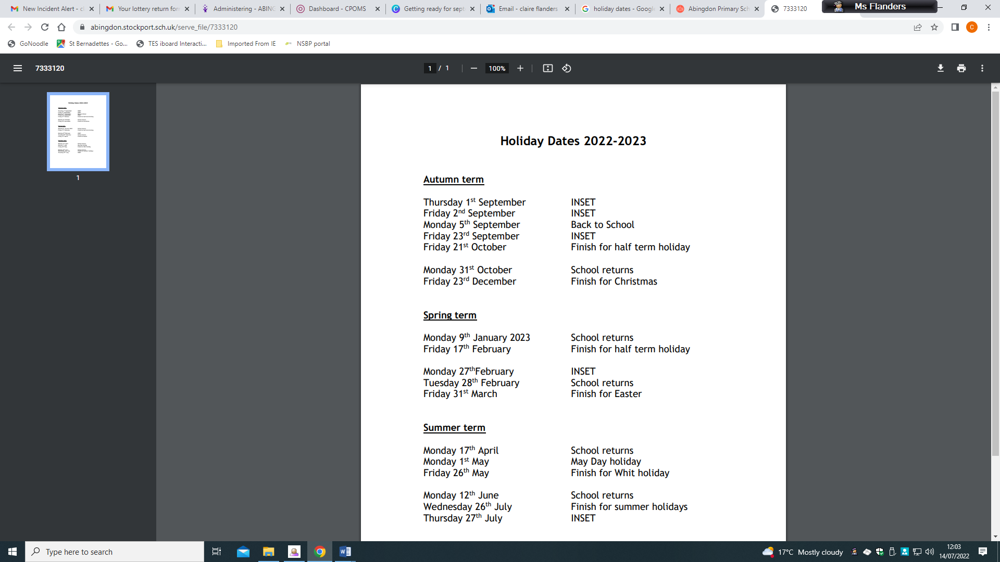 New Incident Alert - cl
Your lottery return for
Administering - ABING
Dashboard - CPOMS
Getting ready for sept
Email - claire flanders
holiday dates - Google
Abingdon Primary Sch
7333120
Ms Flanders
abingdon.stockport.sch.uk/serve_file/7333120
C
GoNoodle
St Bernadettes - Go...
TES iboard Interacti...
Imported From IE
NSBP portal
7333120
1 / 1
100%
1
Holiday Dates 2022-2023
Autumn term
Thursday 1st September INSET
Friday 2nd September INSET
Monday 5th September Back to School
Friday 23rd September INSET
Friday 21st October Finish for half term holiday
Monday 31st October School returns
Friday 23rd December Finish for Christmas
Spring term
Monday 9th January 2023 School returns
Friday 17th February Finish for half term holiday
Monday 27thFebruary INSET
Tuesday 28th February School returns
Friday 31st March Finish for Easter
Summer term
Monday 17th April School returns
Monday 1st May May Day holiday
Friday 26th May Finish for Whit holiday
Monday 12th June School returns
Wednesday 26th July Finish for summer holidays
Thursday 27th July INSET
Type here to search
17°C Mostly cloudy
12:03
14/07/2022